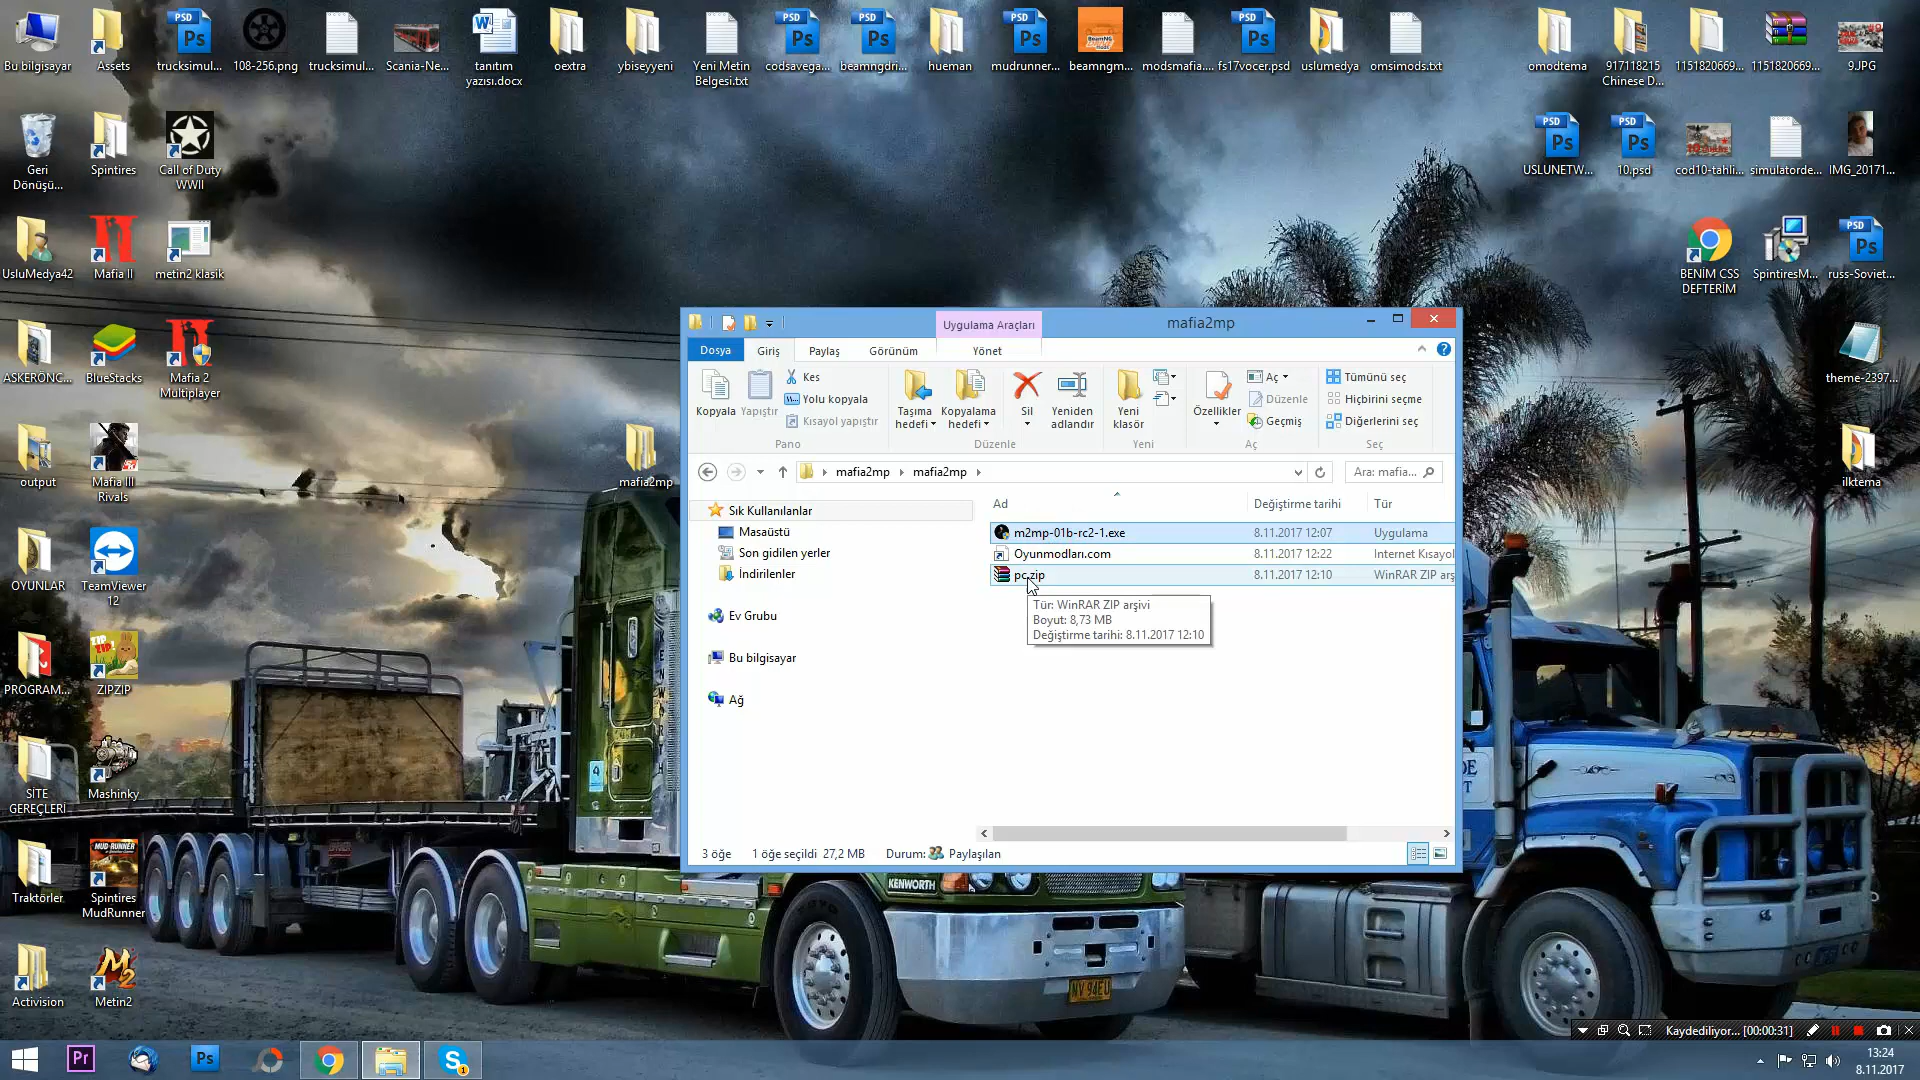 Bu bilgisayar
Assets
trucksimul...
108-256.png
trucksimul...
Scania-Ne...
tanıtım
yazısı.docx
oextra
ybiseyyeni
Yeni Metin
Belgesi.txt
codsavega...
beamngdri...
hueman
mudrunner...
beamngm...
modsmafia....
fs17vocer.psd
uslumedya
omsimods.txt
omodtema
917118215
Chinese D...
1151820669...
1151820669...
9.JPG
Geri
Dönüşü...
Spintires
Call of Duty
WWII
USLUNETW...
10.psd
cod10-tahli...
simulatorde...
IMG_20171...
UsluMedya42
Mafia II
metin2 klasik
BENİM CSS
DEFTERİM
SpintiresM...
russ-Soviet...
ASKERÖNC...
BlueStacks
Mafia 2
Multiplayer
theme-2397...
output
Mafia III
Rivals
mafia2mp
ilktema
OYUNLAR
TeamViewer
12
PROGRAM...
ZIPZIP
SİTE
GEREÇLERİ
Mashinky
Traktörler
Spintires
MudRunner
Activision
Metin2
Uygulama Araçları
mafia2mp
Dosya
Giriş
Paylaş
Görünüm
Yönet
Kopyala
Yapıştır
Kes
Yolu kopyala
Kısayol yapıştır
Pano
Taşıma
hedefi
Kopyalama
hedefi
Sil
Yeniden
adlandır
Düzenle
Yeni
klasör
Yeni
Özellikler
Aç
Düzenle
Geçmiş
Aç
Tümünü seç
Hiçbirini seçme
Diğerlerini seç
Seç
mafia2mp
mafia2mp
Ara: mafia...
Sık Kullanılanlar
Masaüstü
Son gidilen yerler
İndirilenler
Ev Grubu
Bu bilgisayar
Ağ
Ad
Değiştirme tarihi
Tür
m2mp-01b-rc2-1.exe
8.11.2017 12:07
Uygulama
Oyunmodları.com
8.11.2017 12:22
Internet Kısayol
pc.zip
8.11.2017 12:10
WinRAR ZIP arş
Tür: WinRAR ZIP arşivi
Boyut: 8,73 MB
Değiştirme tarihi: 8.11.2017 12:10
3 öğe
1 öğe seçildi 27,2 MB
Durum:
Paylaşılan
KENWORTH
NV 94EU
Kaydediliyor... [00:00:31]
13:24
8.11.2017